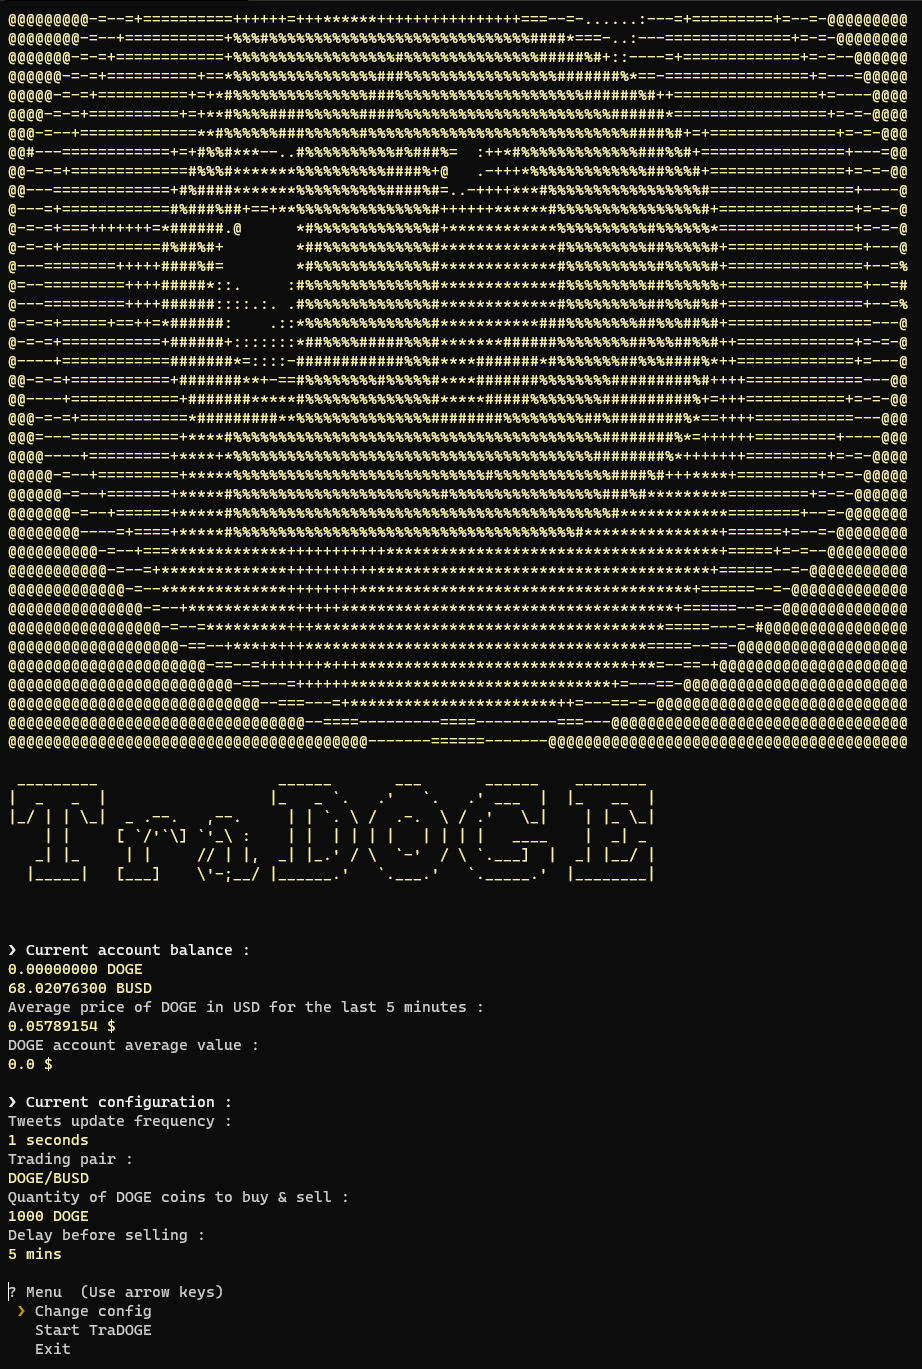 TraDOGE
❯ Current account balance :
0.00000000 DOGE
68.02076300 BUSD
Average price of DOGE in USD for the last 5 minutes :
0.05789154 $
DOGE account average value :
0.0 $
❯ Current configuration :
Tweets update frequency :
1 seconds
Trading pair :
DOGE/BUSD
Quantity of DOGE coins to buy & sell :
1000 DOGE
Delay before selling :
5 mins
? Menu  (Use arrow keys)
❯ Change config
Start TraDOGE
Exit